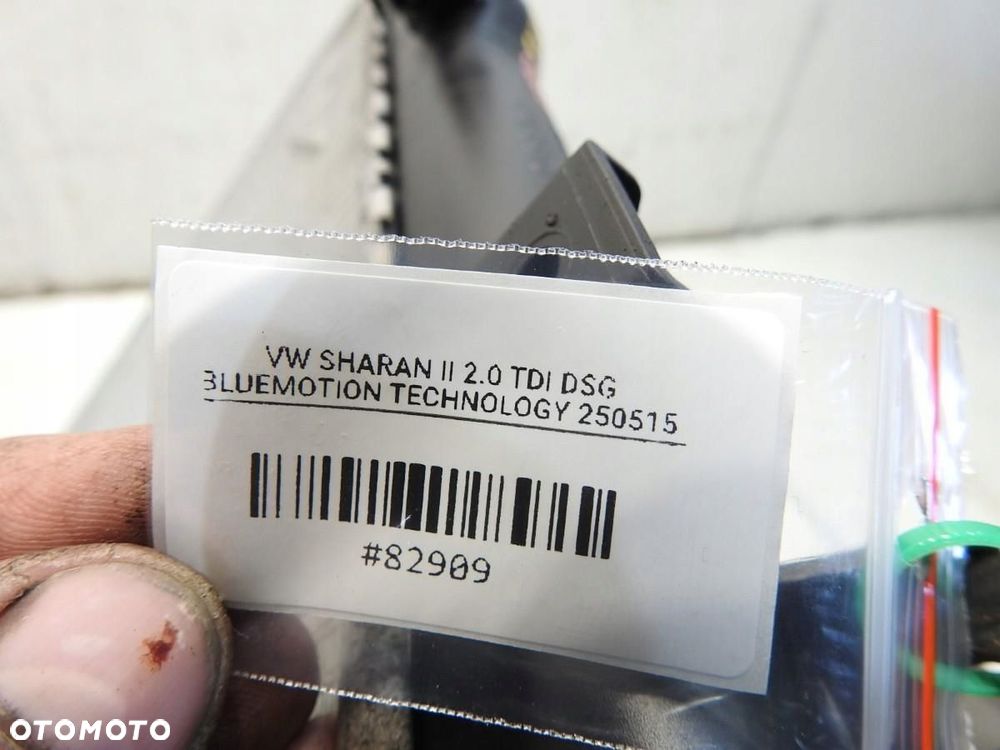 VW SHARAN II 2.0 TDI DSG
BLUEMOTION TECHNOLOGY 250515
#82909
OTOMOTO